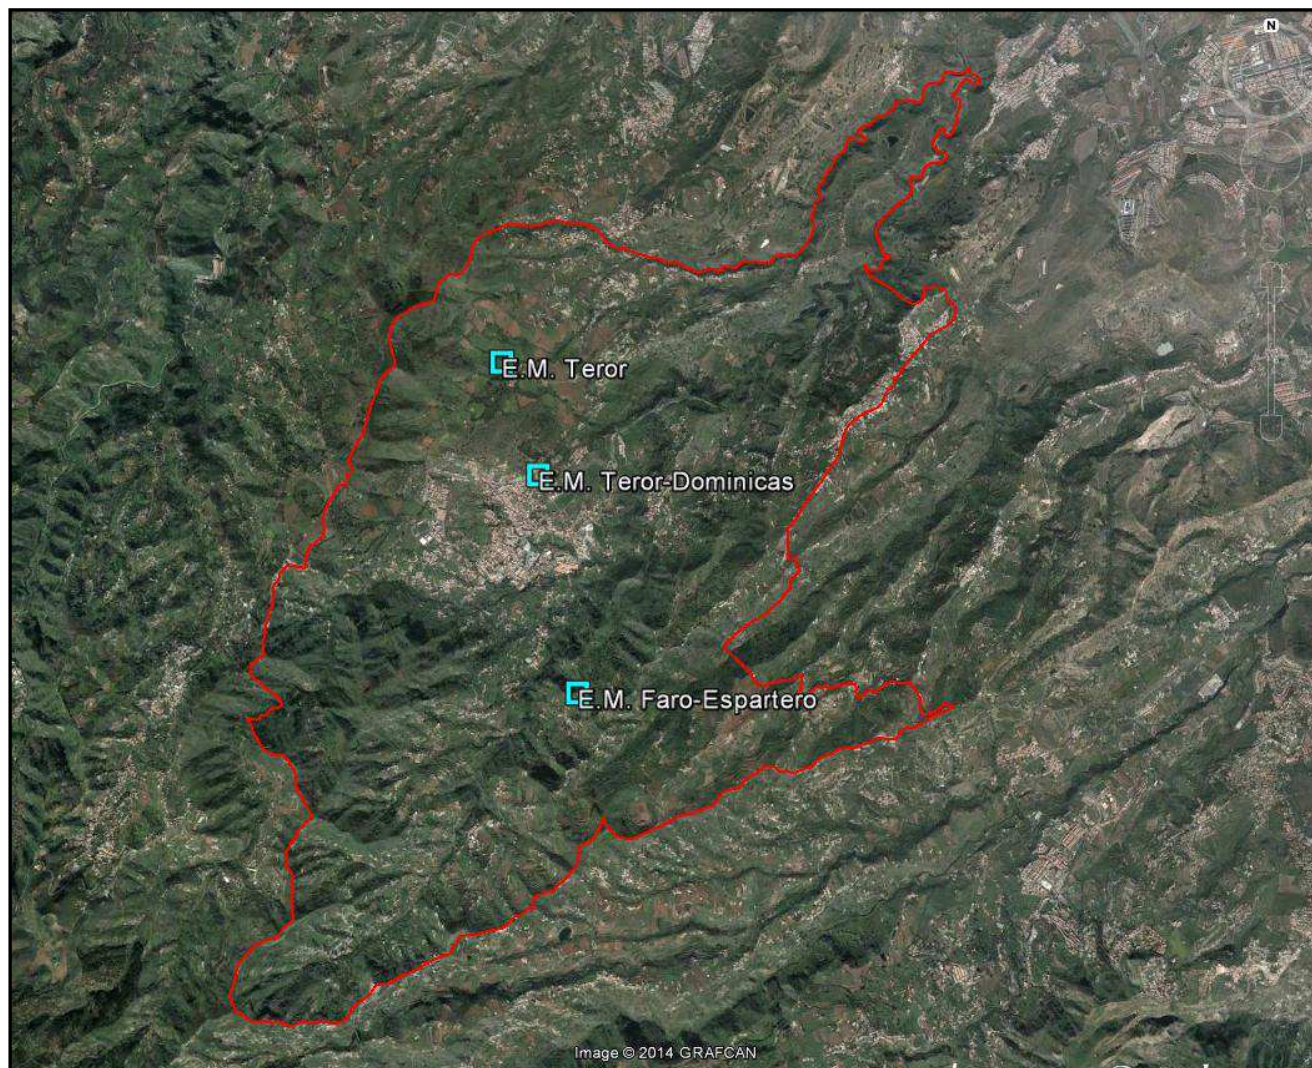 N
E.M. Teror
E.M. Teror-Dominicas
E.M. Faro-Espartero
Image © 2014 GRAFCAN